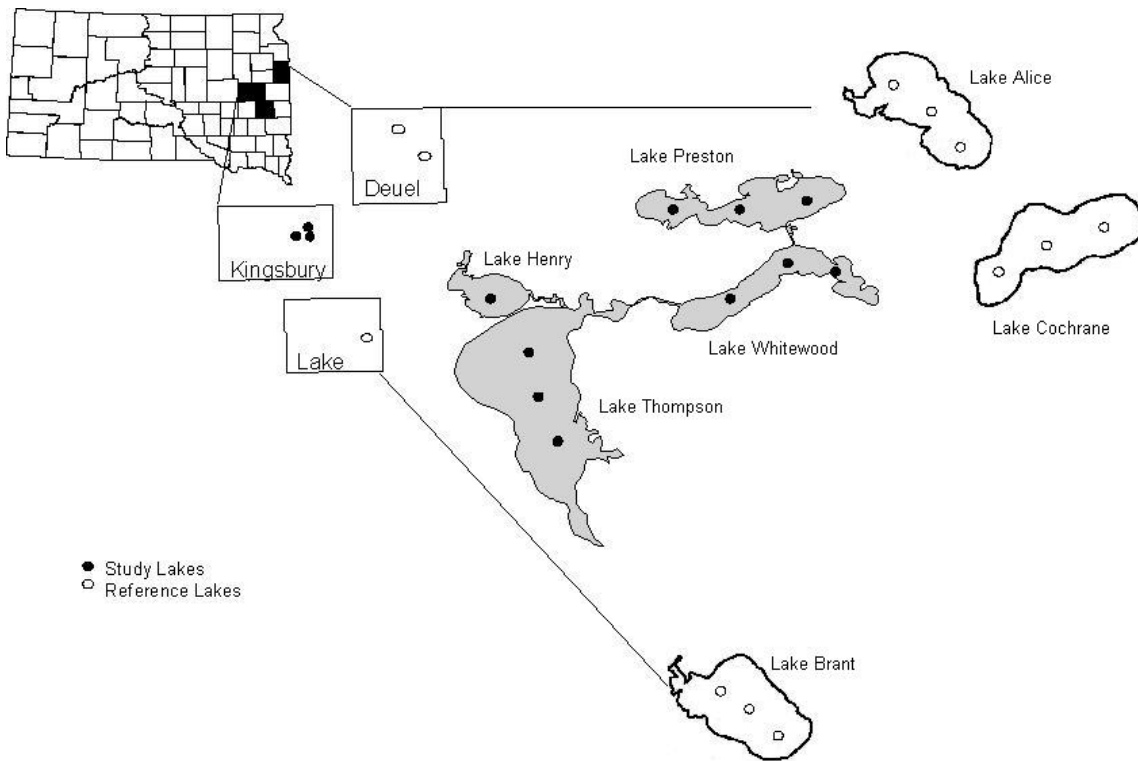 Lake Alice
Lake Preston
Deuel
Lake Henry
Kingsbury
Lake Cochrane
Lake Whitewood
Lake
Lake Thompson
Study Lakes
Reference Lakes
Lake Brant